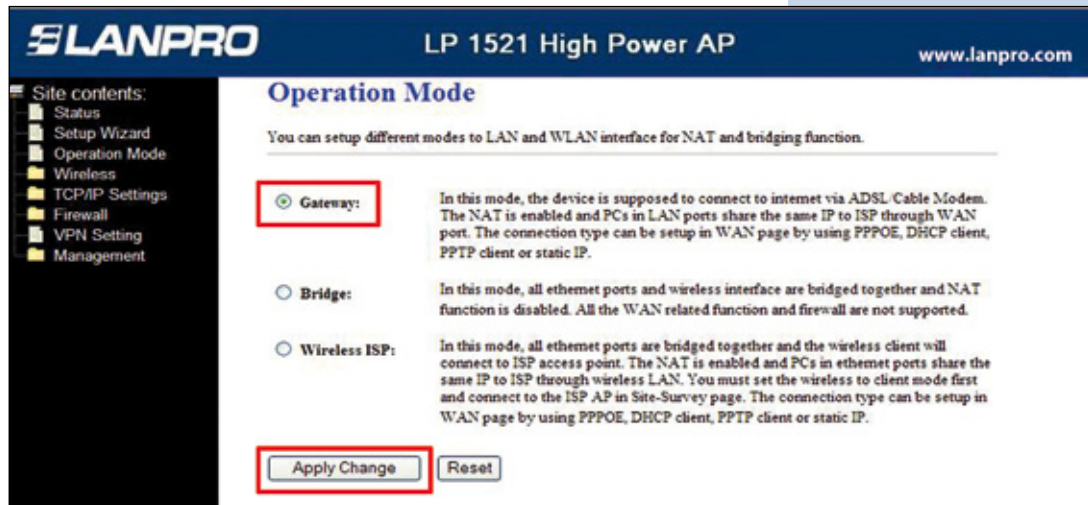 LANPRO
LP 1521 High Power AP
www.lanpro.com
Site contents:
Status
Setup Wizard
Operation Mode
Wireless
TCP/IP Settings
Firewall
VPN Setting
Management
Operation Mode
You can setup different modes to LAN and WLAN interface for NAT and bridging function.
Gateway:
In this mode, the device is supposed to connect to internet via ADSL/Cable Modem.
The NAT is enabled and PCs in LAN ports share the same IP to ISP through WAN
port. The connection type can be setup in WAN page by using PPPOE, DHCP client,
PPTP client or static IP.
Bridge:
In this mode, all ethernet ports and wireless interface are bridged together and NAT
function is disabled. All the WAN related function and firewall are not supported.
Wireless ISP:
In this mode, all ethernet ports are bridged together and the wireless client will
connect to ISP access point. The NAT is enabled and PCs in ethernet ports share the
same IP to ISP through wireless LAN. You must set the wireless to client mode first
and connect to the ISP AP in Site-Survey page. The connection type can be setup in
WAN page by using PPPOE, DHCP client, PPTP client or static IP.
Apply Change
Reset